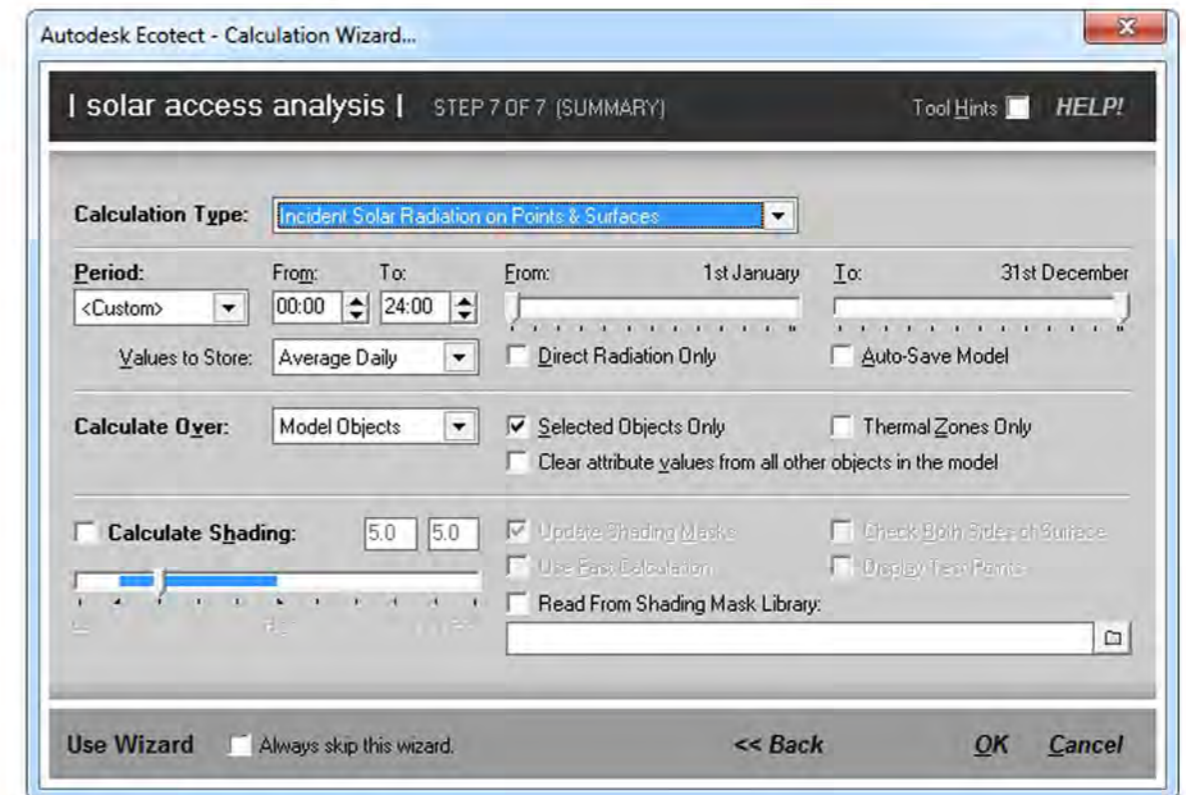 Autodesk Ecotect - Calculation Wizard...
| solar access analysis | STEP 7 OF 7 (SUMMARY) Tool Hints HELP!
Calculation Type: Incident Solar Radiation on Points & Surfaces
Period: From: To: From: 1st January To: 31st December
<Custom> 00:00 24:00
Values to Store: Average Daily Direct Radiation Only Auto-Save Model
Calculate Over: Model Objects Selected Objects Only Thermal Zones Only
Clear attribute values from all other objects in the model
Calculate Shading: 5.0 5.0 Update Shading Masks Check Both Sides of Surface
Use Fast Calculation Display Test Points
Read From Shading Mask Library:
Use Wizard Always skip this wizard. << Back OK Cancel